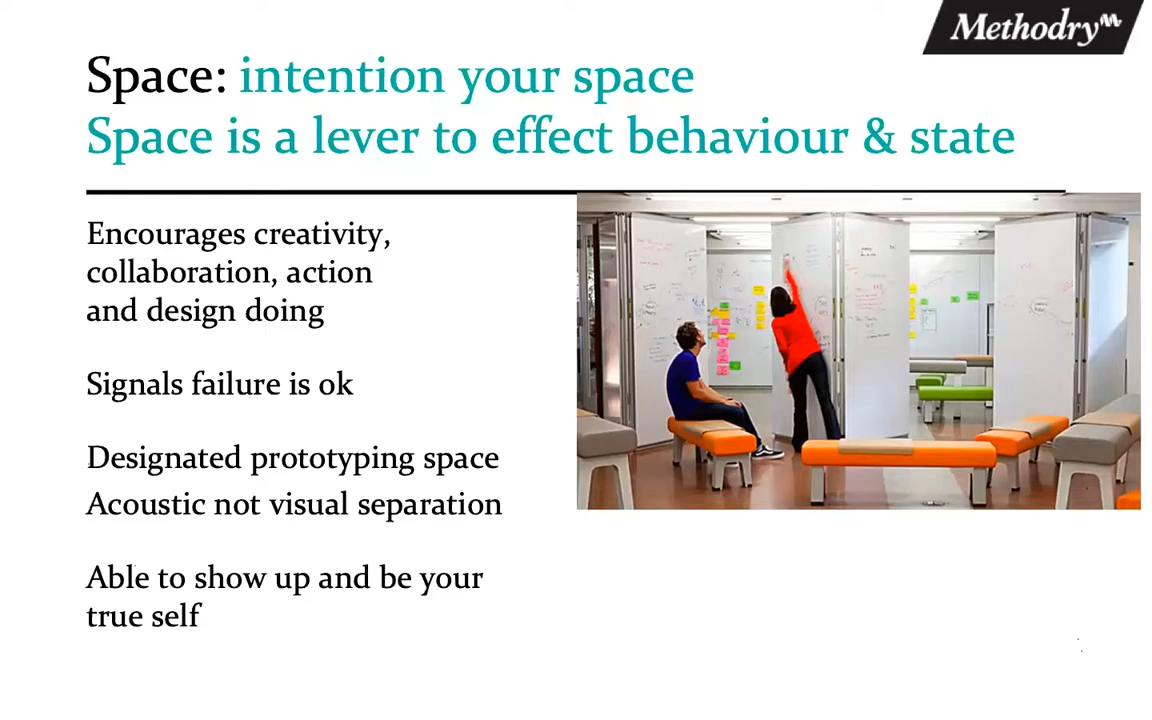 Methodry
Space: intention your space
Space is a lever to effect behaviour & state
Encourages creativity,
collaboration, action
and design doing
Signals failure is ok
Designated prototyping space
Acoustic not visual separation
Able to show up and be your
true self